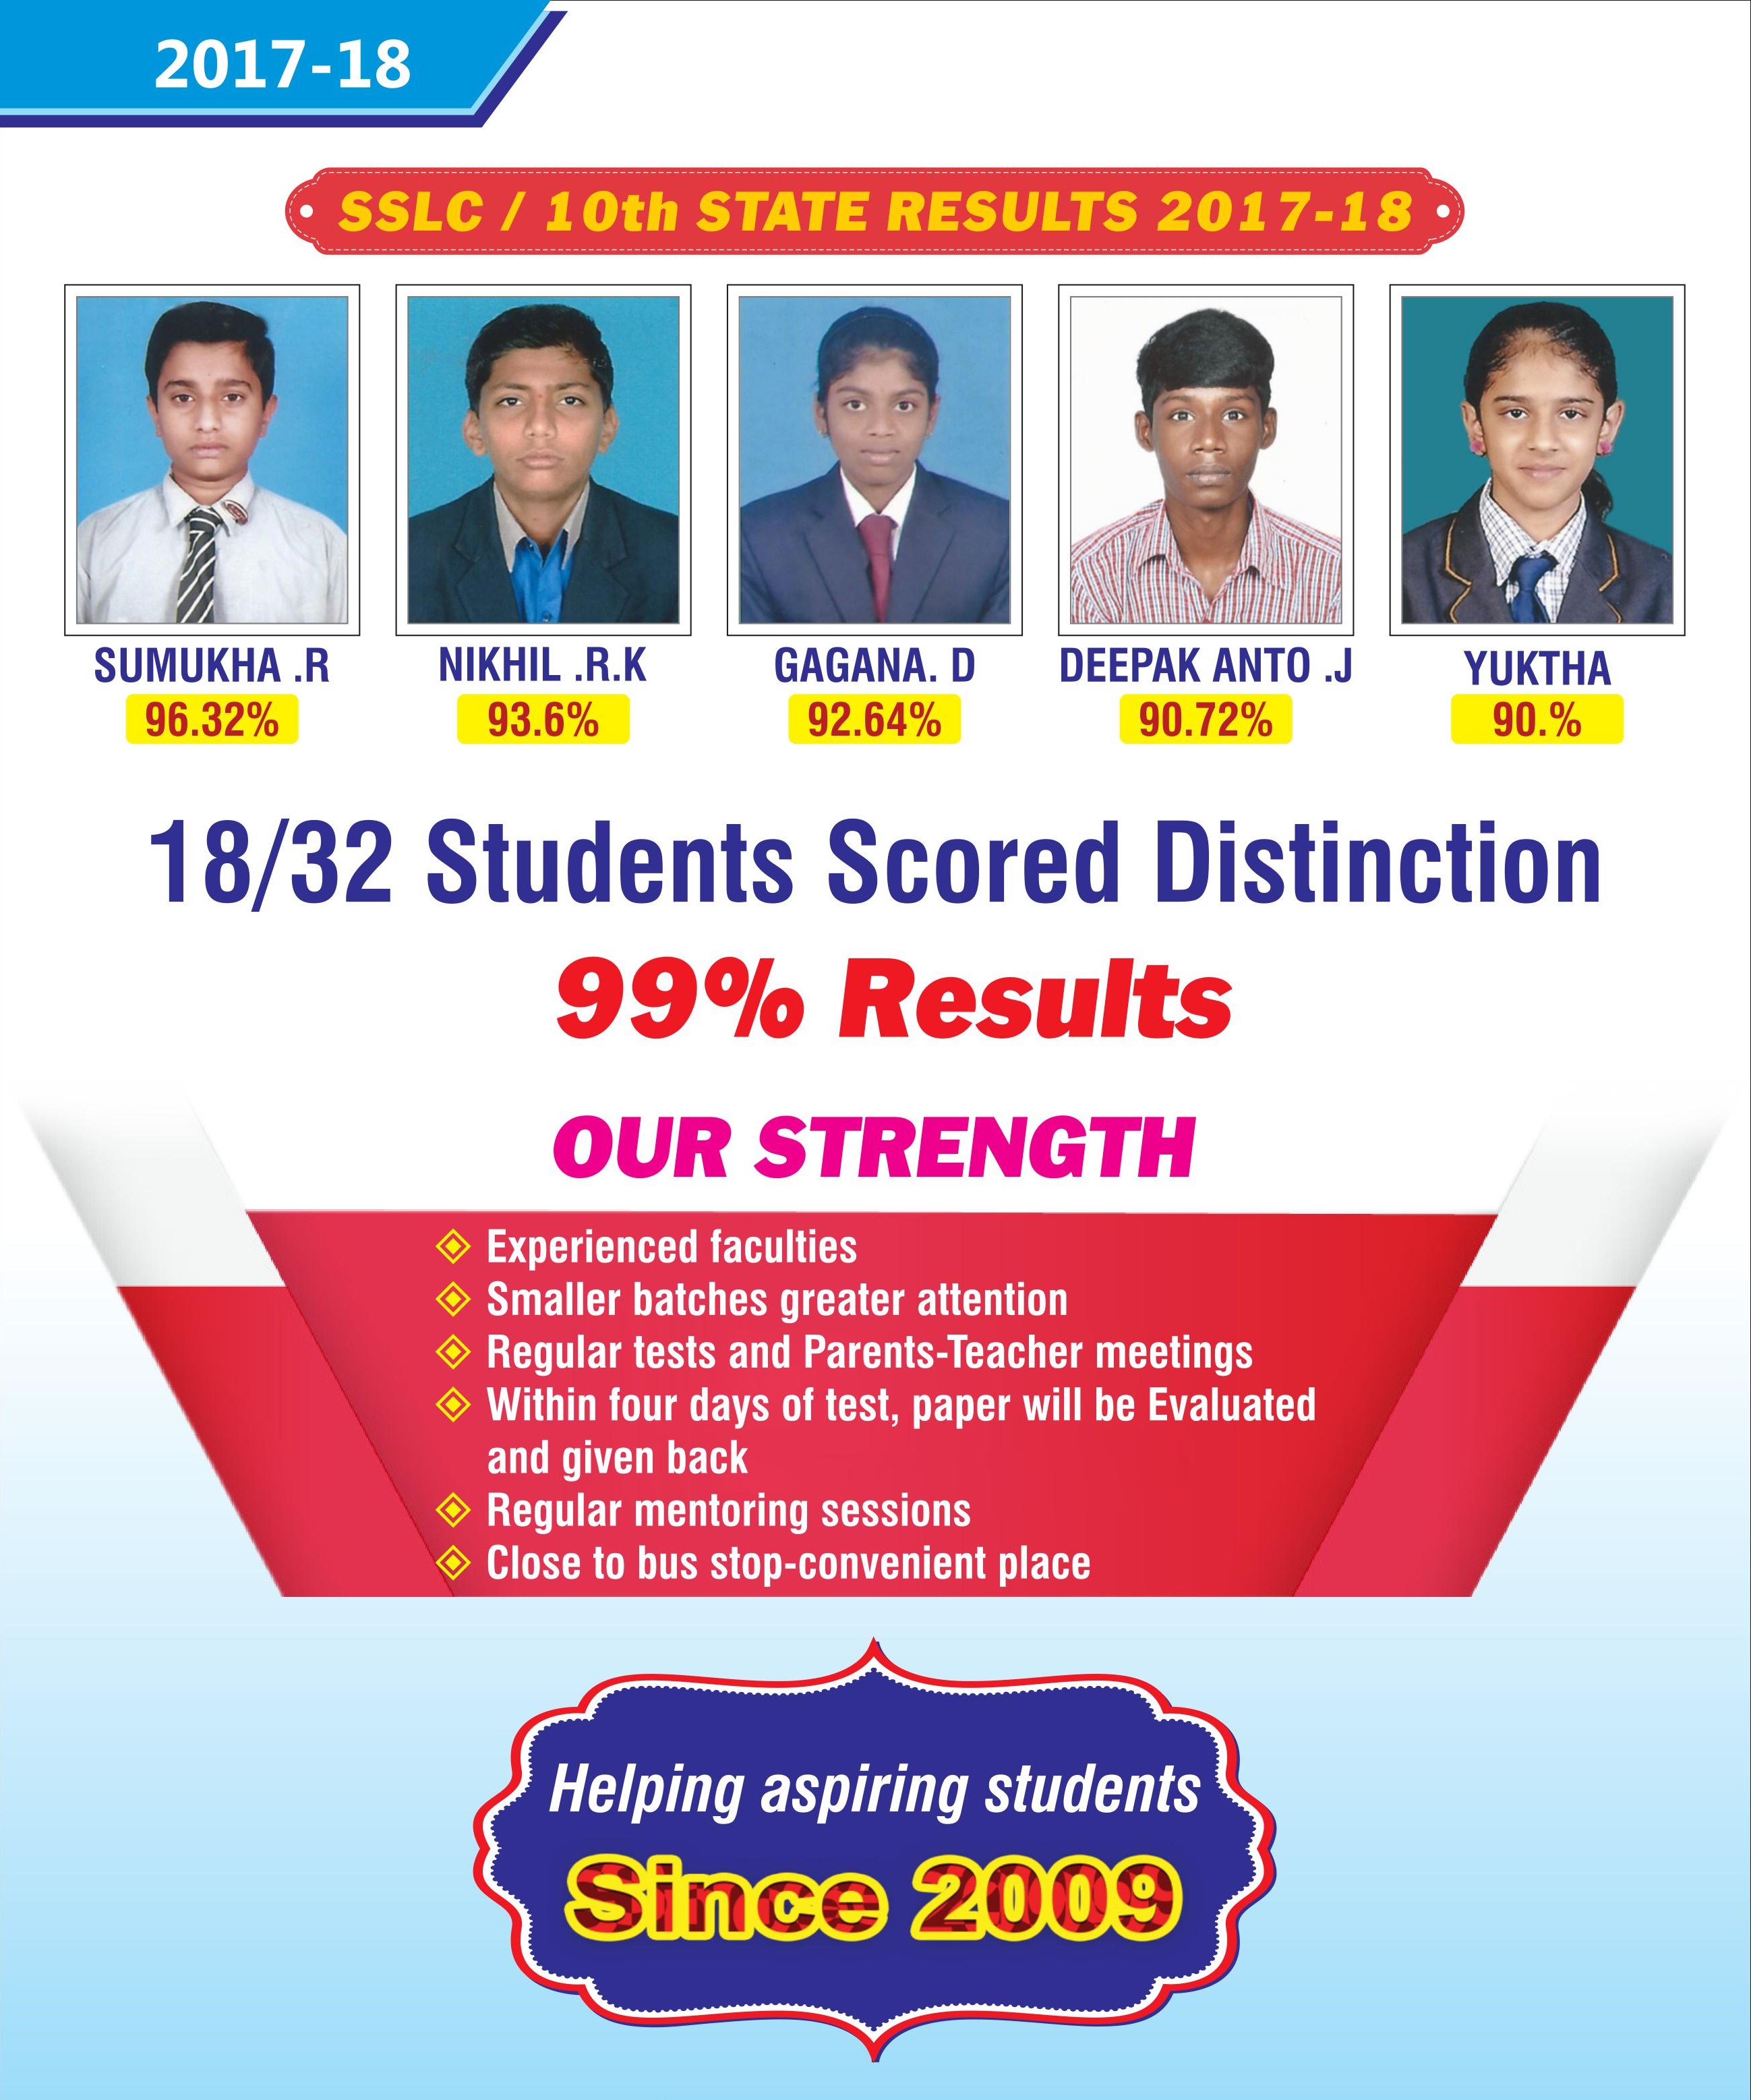 2017-18
SSLC / 10th STATE RESULTS 2017-18
SUMUKHA .R
96.32%
NIKHIL .R.K
93.6%
GAGANA. D
92.64%
DEEPAK ANTO .J
90.72%
YUKTHA
90.%
18/32 Students Scored Distinction
99% Results
OUR STRENGTH
Experienced faculties
Smaller batches greater attention
Regular tests and Parents-Teacher meetings
Within four days of test, paper will be Evaluated
and given back
Regular mentoring sessions
Close to bus stop-convenient place
Helping aspiring students
Since 2009